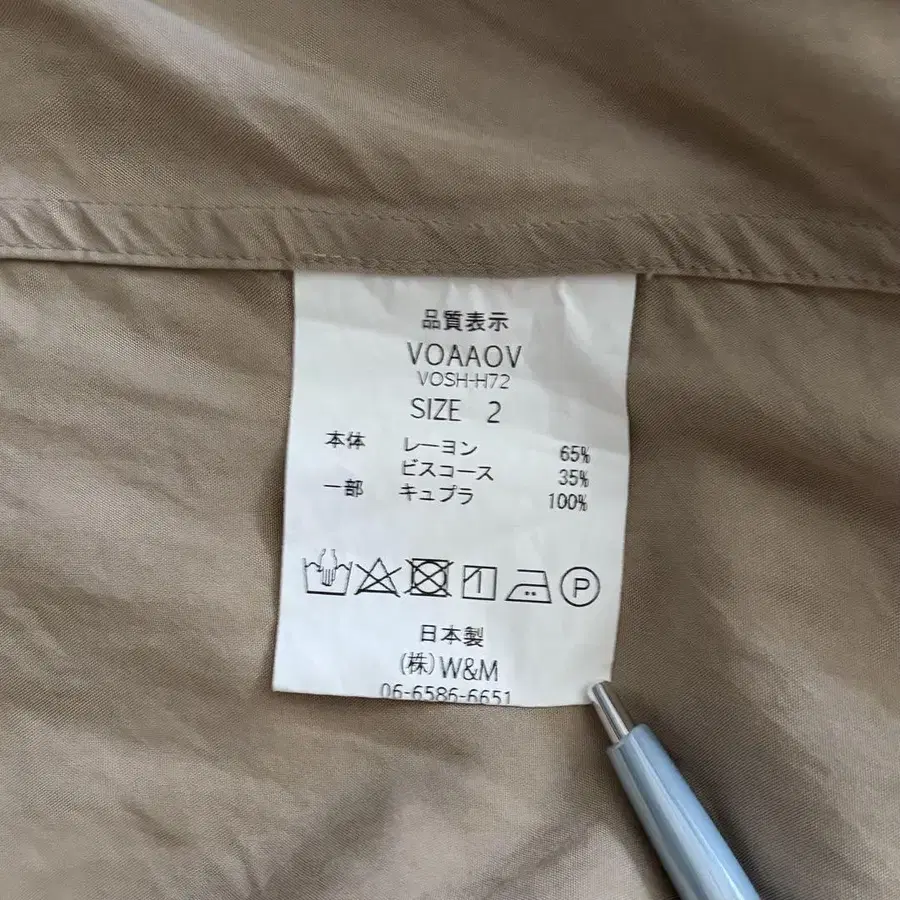 品質表示
VOAAOV
VOSH-H72
SIZE 2
本体 レーヨン 65%
ビスコース 35%
一部 キュプラ 100%
P
日本製
(株)W&M
06-6586-6651